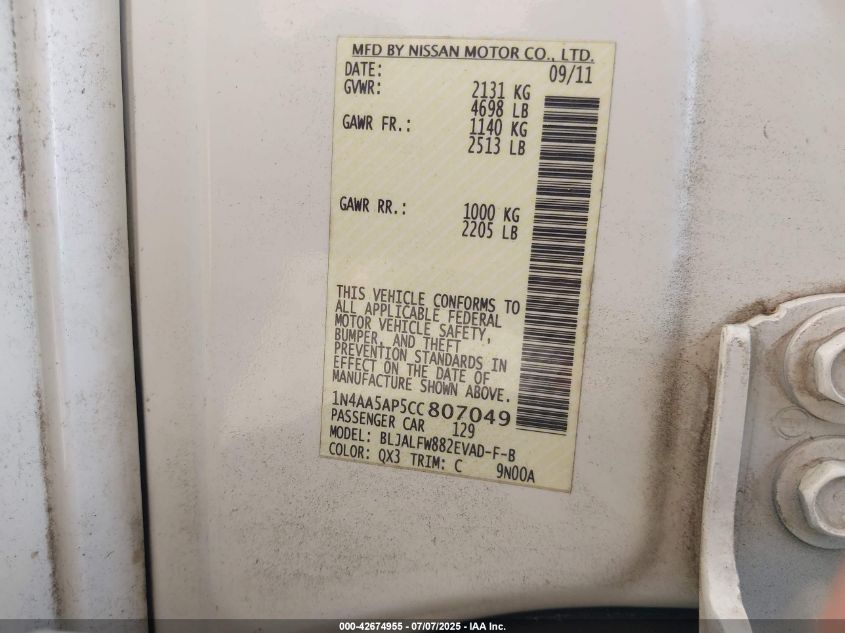 MFD BY NISSAN MOTOR CO., LTD.
DATE: 09/11
GVWR: 2131 KG
4698 LB
GAWR FR.: 1140 KG
2513 LB
GAWR RR.: 1000 KG
2205 LB
THIS VEHICLE CONFORMS TO
ALL APPLICABLE FEDERAL
MOTOR VEHICLE SAFETY,
BUMPER, AND THEFT
PREVENTION STANDARDS IN
EFFECT ON THE DATE OF
MANUFACTURE SHOWN ABOVE.
1N4AA5AP5CC807049
PASSENGER CAR 129
MODEL: BLJALFW882EVAD-F-B
COLOR: QX3 TRIM: C 9N00A
000-42674955 - 07/07/2025 - IAA Inc.